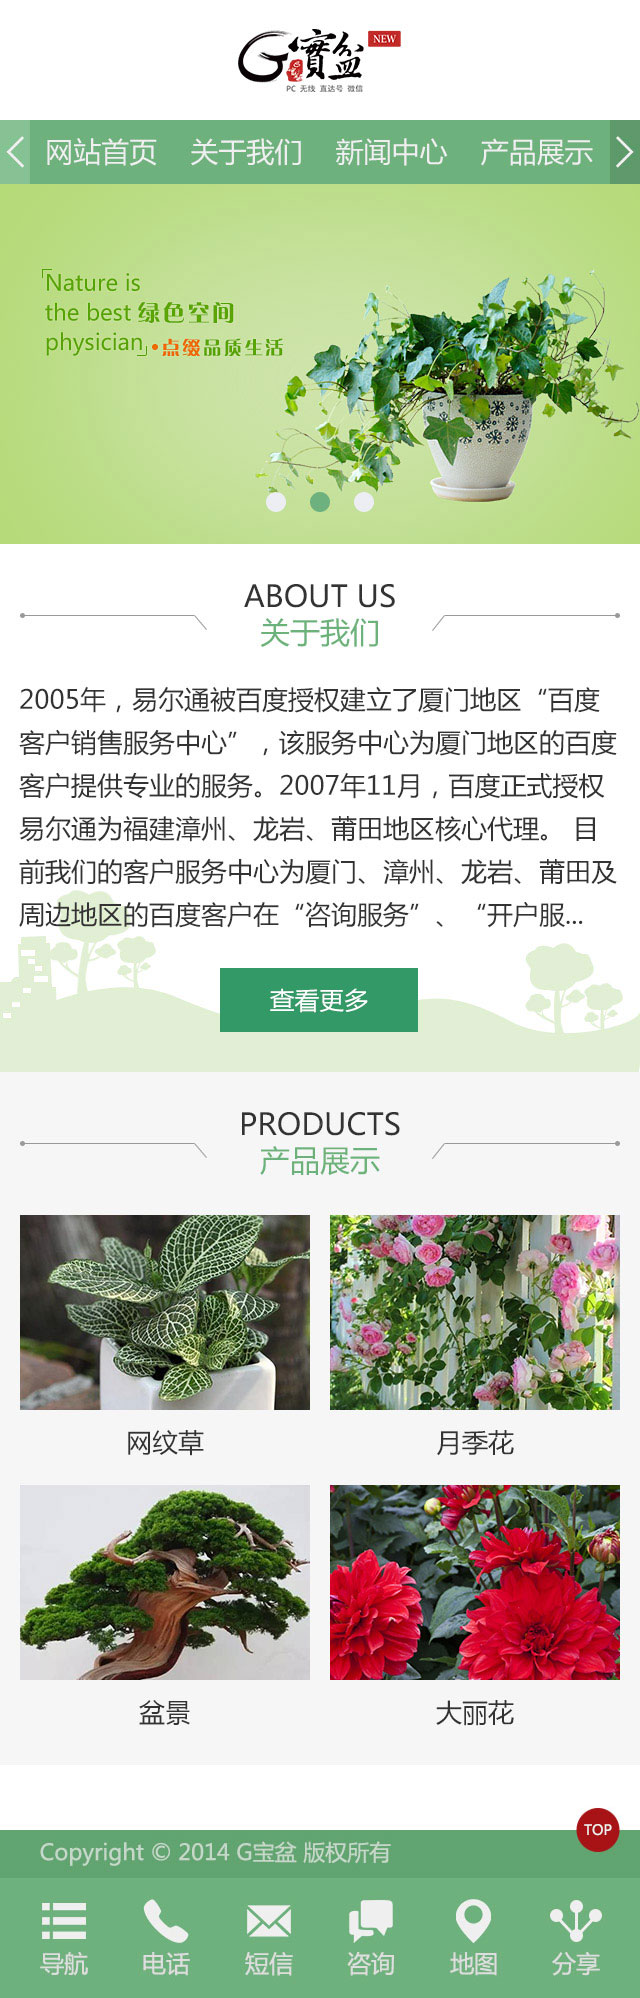 G寳盆
NEW
PC 无线 直达号 微信
网站首页 关于我们 新闻中心 产品展示
「Nature is
the best 绿色空间
physician」•点缀品质生活
ABOUT US
关于我们
2005年，易尔通被百度授权建立了厦门地区“百度
客户销售服务中心”，该服务中心为厦门地区的百度
客户提供专业的服务。2007年11月，百度正式授权
易尔通为福建漳州、龙岩、莆田地区核心代理。 目
前我们的客户服务中心为厦门、漳州、龙岩、莆田及
周边地区的百度客户在“咨询服务”、“开户服...
查看更多
PRODUCTS
产品展示
网纹草 月季花
盆景 大丽花
TOP
Copyright © 2014 G宝盆 版权所有
导航 电话 短信 咨询 地图 分享